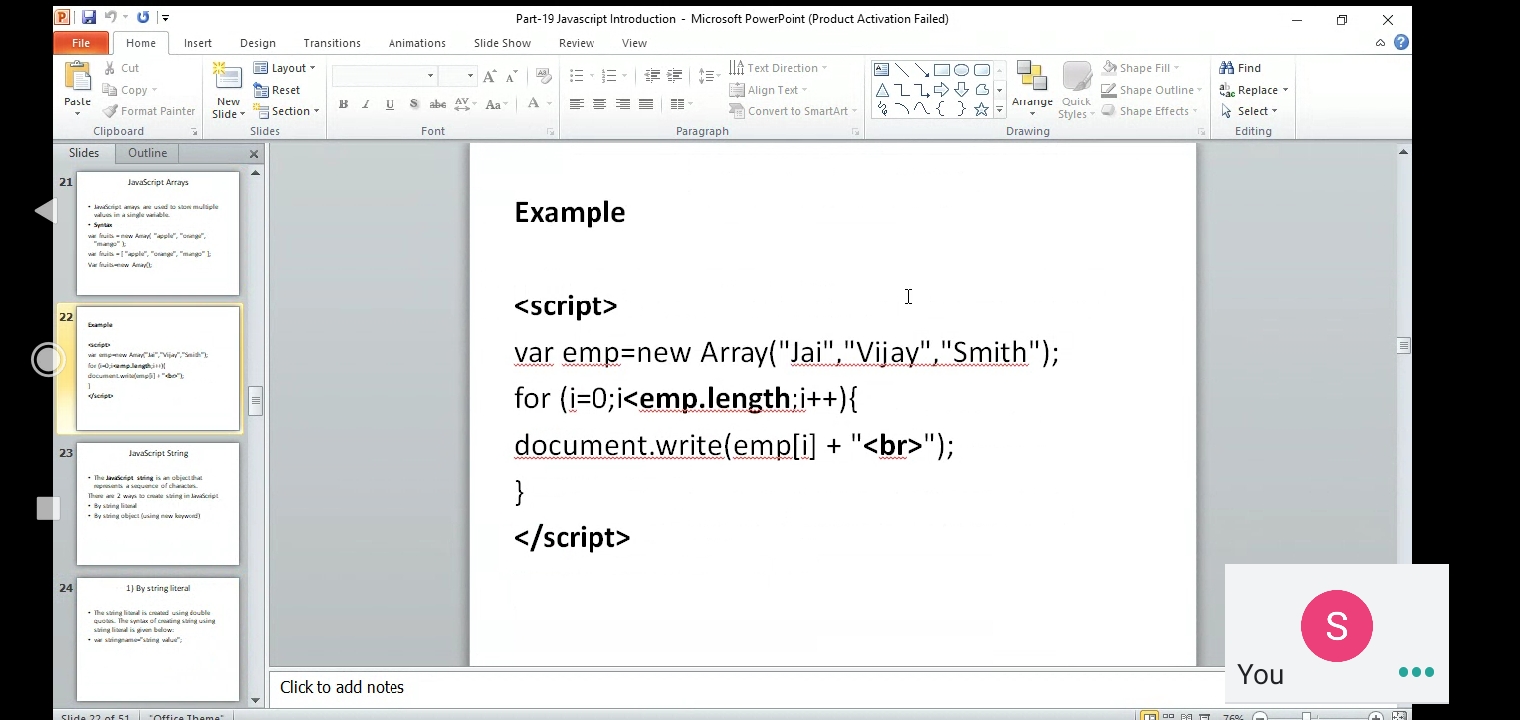 Part-19 Javascript Introduction - Microsoft PowerPoint (Product Activation Failed)
File Home Insert Design Transitions Animations Slide Show Review View
Paste
Cut
Copy
Format Painter
Clipboard
New
Slide
Layout
Reset
Section
Slides
B I U S abc AV Aa A
Font
Text Direction
Align Text
Convert to SmartArt
Paragraph
Arrange
Quick
Styles
Shape Fill
Shape Outline
Shape Effects
Drawing
Find
Replace
Select
Editing
Slides Outline
21
JavaScript Arrays
• JavaScript arrays are used to store multiple
values in a single variable.
• Syntax
var fruits = new Array( "apple", "orange",
"mango" );
var fruits = [ "apple", "orange", "mango" ];
Var fruits=new Array();
22
Example
<script>
var emp=new Array("Jai","Vijay","Smith");
for (i=0;i<emp.length;i++){
document.write(emp[i] + "<br>");
}
</script>
23
JavaScript String
• The JavaScript string is an object that
represents a sequence of characters.
There are 2 ways to create string in JavaScript
• By string literal
• By string object (using new keyword)
24
1) By string literal
• The string literal is created using double
quotes. The syntax of creating string using
string literal is given below:
• var stringname="string value";
Example
<script>
var emp=new Array("Jai","Vijay","Smith");
for (i=0;i<emp.length;i++){
document.write(emp[i] + "<br>");
}
</script>
Click to add notes
S
You
Slide 22 of 51 "Office Theme" 76%